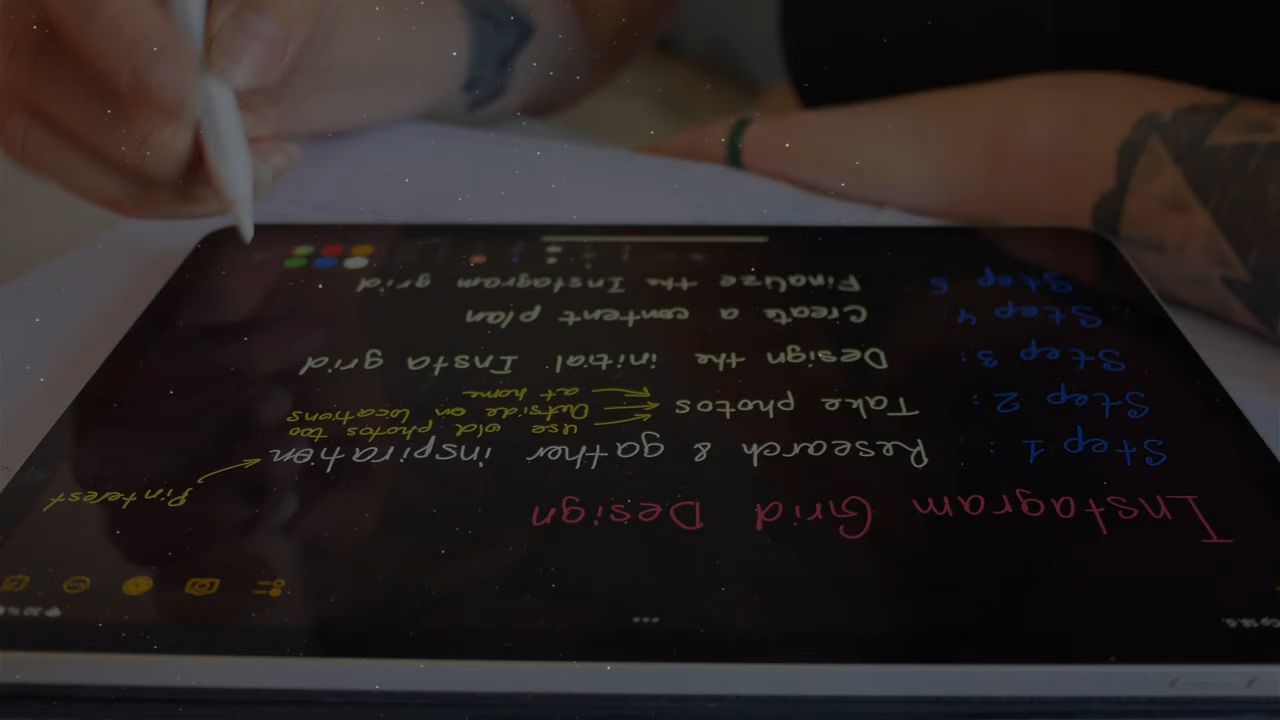 Instagram Grid Design
Step 1: Research & gather inspiration
Pinterest
use old photos too
Step 2: Take photos
Outside on locations
at home
Step 3: Design the initial Insta grid
Step 4: Create a content plan
Step 5 Finalize the Instagram grid